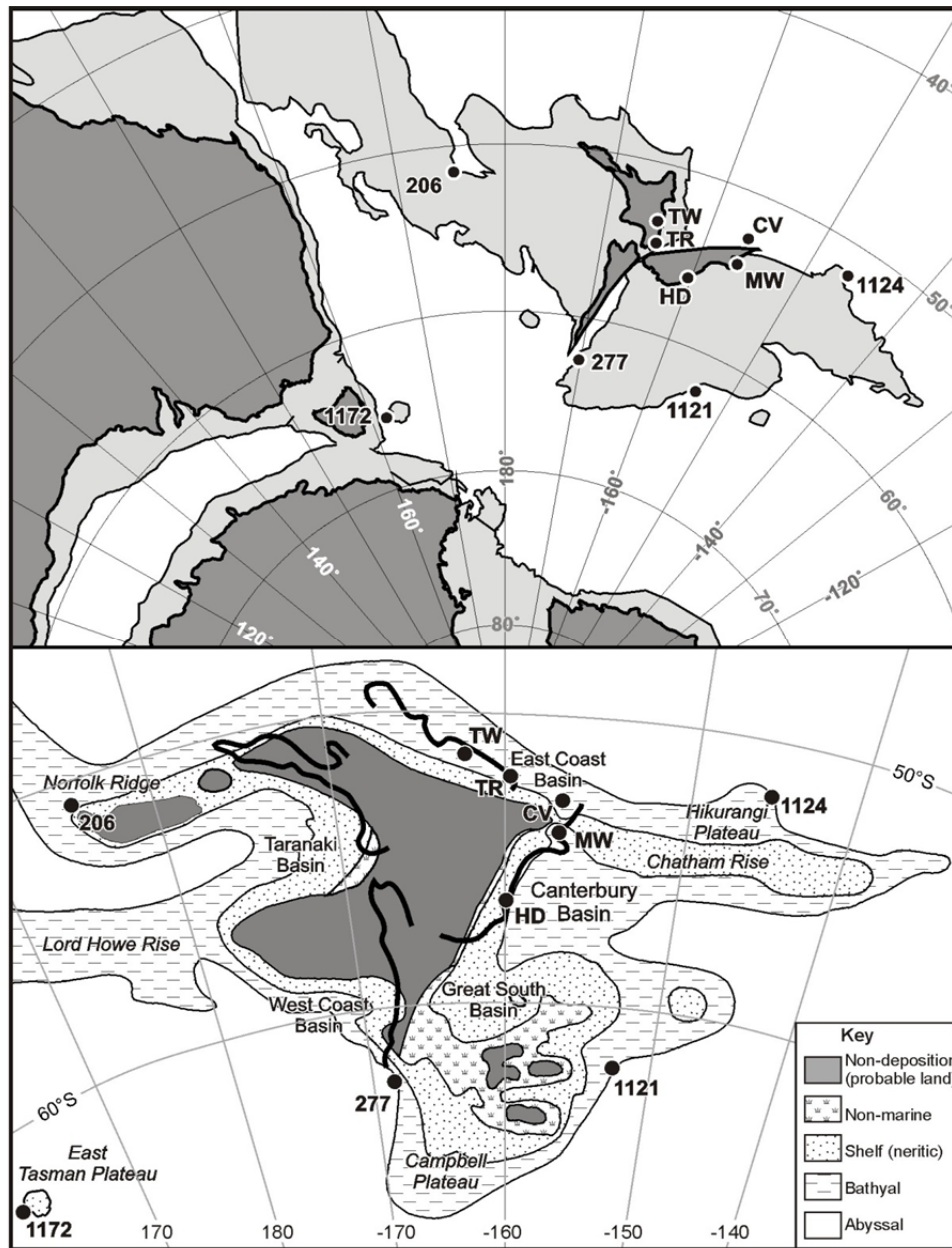 40°
206
TW
TR
CV
HD
MW
1124
50°
277
1172
1121
180°
-160°
160°
60°
140°
-140°
70°
-120°
120°
80°
TW
East Coast
Basin
50°S
Norfolk Ridge
TR
206
CV
Hikurangi
Plateau
1124
MW
Taranaki
Basin
Chatham Rise
Canterbury
Basin
HD
Lord Howe Rise
Great South
Basin
West Coast
Basin
Key
Non-deposition
(probable land
Non-marine
Shelf (neritic)
Bathyal
Abyssal
277
1121
60°S
East
Tasman Plateau
Campbell
Plateau
1172
170
180
-170
-160
-150
-140